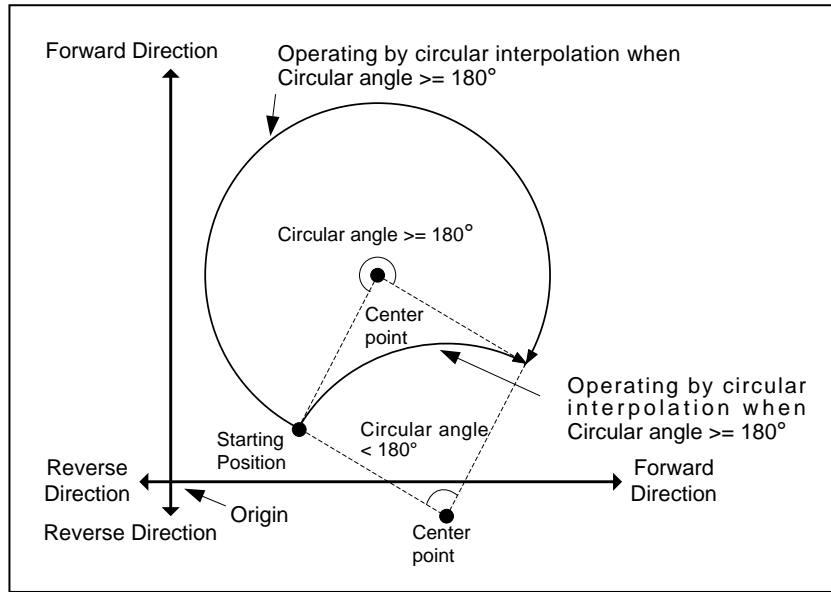 Forward Direction
Operating by circular interpolation when
Circular angle >= 180°
Circular angle >= 180°
Center
point
Operating by circular
interpolation when
Circular angle >= 180°
Starting
Position
Circular angle
< 180°
Reverse
Direction
Forward
Direction
Reverse Direction
Origin
Center
point